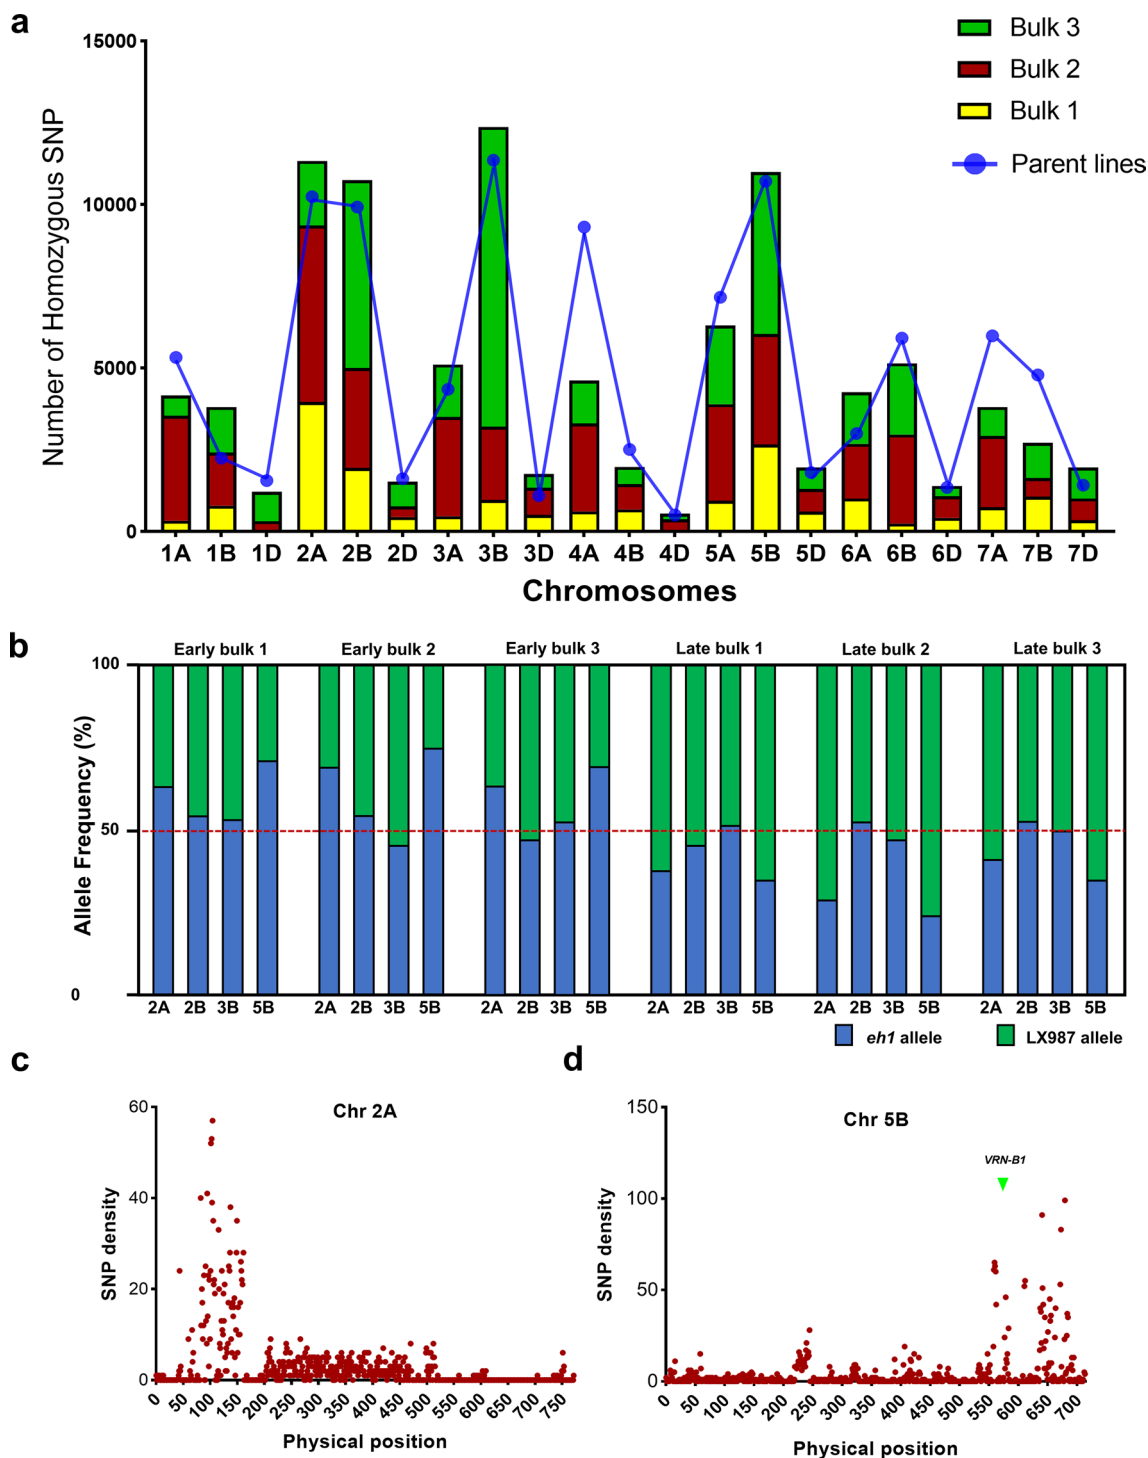 a
15000
10000
5000
0
Number of Homozygous SNP
Bulk 3
Bulk 2
Bulk 1
Parent lines
1A 1B 1D 2A 2B 2D 3A 3B 3D 4A 4B 4D 5A 5B 5D 6A 6B 6D 7A 7B 7D
Chromosomes
b
Early bulk 1 Early bulk 2 Early bulk 3 Late bulk 1 Late bulk 2 Late bulk 3
100
50
0
Allele Frequency (%)
2A 2B 3B 5B 2A 2B 3B 5B 2A 2B 3B 5B 2A 2B 3B 5B 2A 2B 3B 5B 2A 2B 3B 5B
eh1 allele LX987 allele
c
Chr 2A
60
40
20
0
SNP density
0 50 100 150 200 250 300 350 400 450 500 550 600 650 700 750
Physical position
d
Chr 5B
VRN-B1
150
100
50
0
SNP density
0 50 100 150 200 250 300 350 400 450 500 550 600 650 700
Physical position